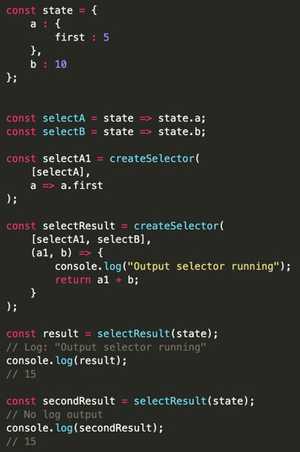 const state = {
    a : {
        first : 5
    },
    b : 10
};
const selectA = state => state.a;
const selectB = state => state.b;
const selectA1 = createSelector(
    [selectA],
    a => a.first
);
const selectResult = createSelector(
    [selectA1, selectB],
    (a1, b) => {
        console.log("Output selector running");
        return a1 + b;
    }
);
const result = selectResult(state);
// Log: "Output selector running"
console.log(result);
// 15
const secondResult = selectResult(state);
// No log output
console.log(secondResult);
// 15